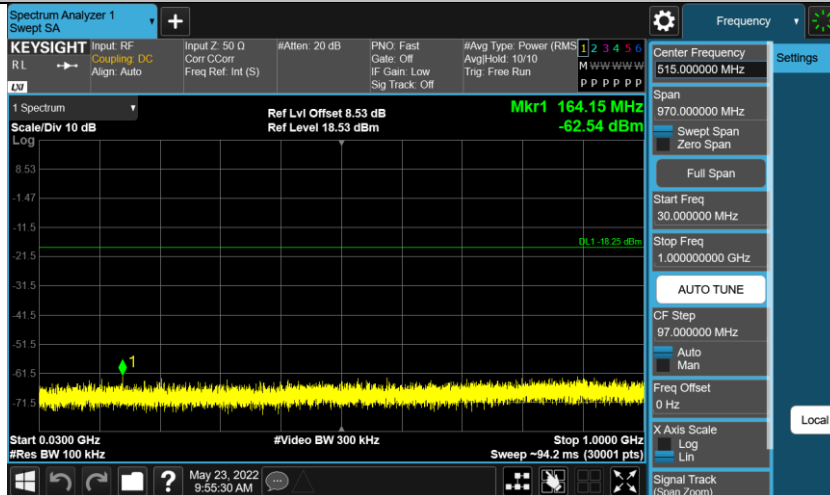 Spectrum Analyzer 1
Swept SA
Frequency
KEYSIGHT
RL
LXI
Input: RF
Coupling: DC
Align: Auto
Input Z: 50 Ω
Corr CCorr
Freq Ref: Int (S)
#Atten: 20 dB
PNO: Fast
Gate: Off
IF Gain: Low
Sig Track: Off
#Avg Type: Power (RMS
Avg|Hold: 10/10
Trig: Free Run
1 2 3 4 5 6
M W W W W W
P P P P P P
1 Spectrum
Scale/Div 10 dB
Log
Ref Lvl Offset 8.53 dB
Ref Level 18.53 dBm
Mkr1 164.15 MHz
-62.54 dBm
8.53
-1.47
-11.5
DL1 -18.25 dBm
-21.5
-31.5
-41.5
-51.5
1
-61.5
-71.5
Start 0.0300 GHz
#Video BW 300 kHz
Stop 1.0000 GHz
#Res BW 100 kHz
Sweep ~94.2 ms (30001 pts)
May 23, 2022
9:55:30 AM
Center Frequency
515.000000 MHz
Settings
Span
970.000000 MHz
Swept Span
Zero Span
Full Span
Start Freq
30.000000 MHz
Stop Freq
1.000000000 GHz
AUTO TUNE
CF Step
97.000000 MHz
Auto
Man
Freq Offset
0 Hz
Local
X Axis Scale
Log
Lin
Signal Track
(Span Zoom)